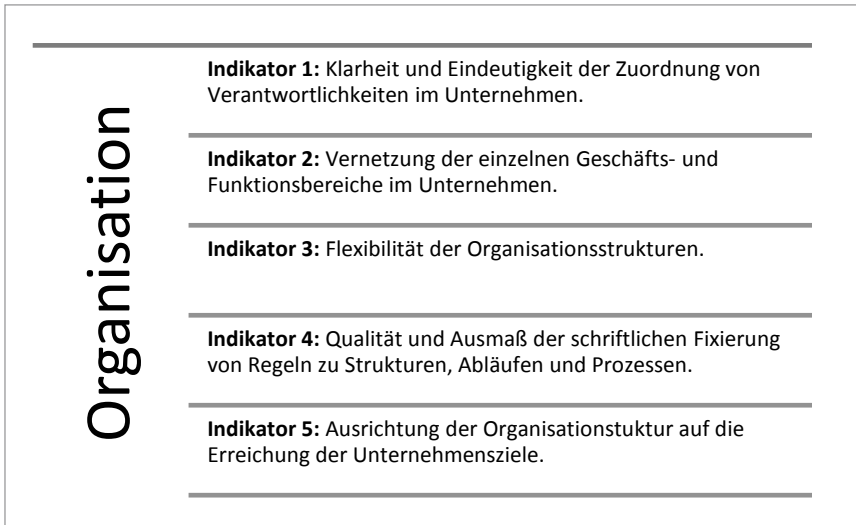 Organisation
Indikator 1: Klarheit und Eindeutigkeit der Zuordnung von
Verantwortlichkeiten im Unternehmen.
Indikator 2: Vernetzung der einzelnen Geschäfts- und
Funktionsbereiche im Unternehmen.
Indikator 3: Flexibilität der Organisationsstrukturen.
Indikator 4: Qualität und Ausmaß der schriftlichen Fixierung
von Regeln zu Strukturen, Abläufen und Prozessen.
Indikator 5: Ausrichtung der Organisationstuktur auf die
Erreichung der Unternehmensziele.